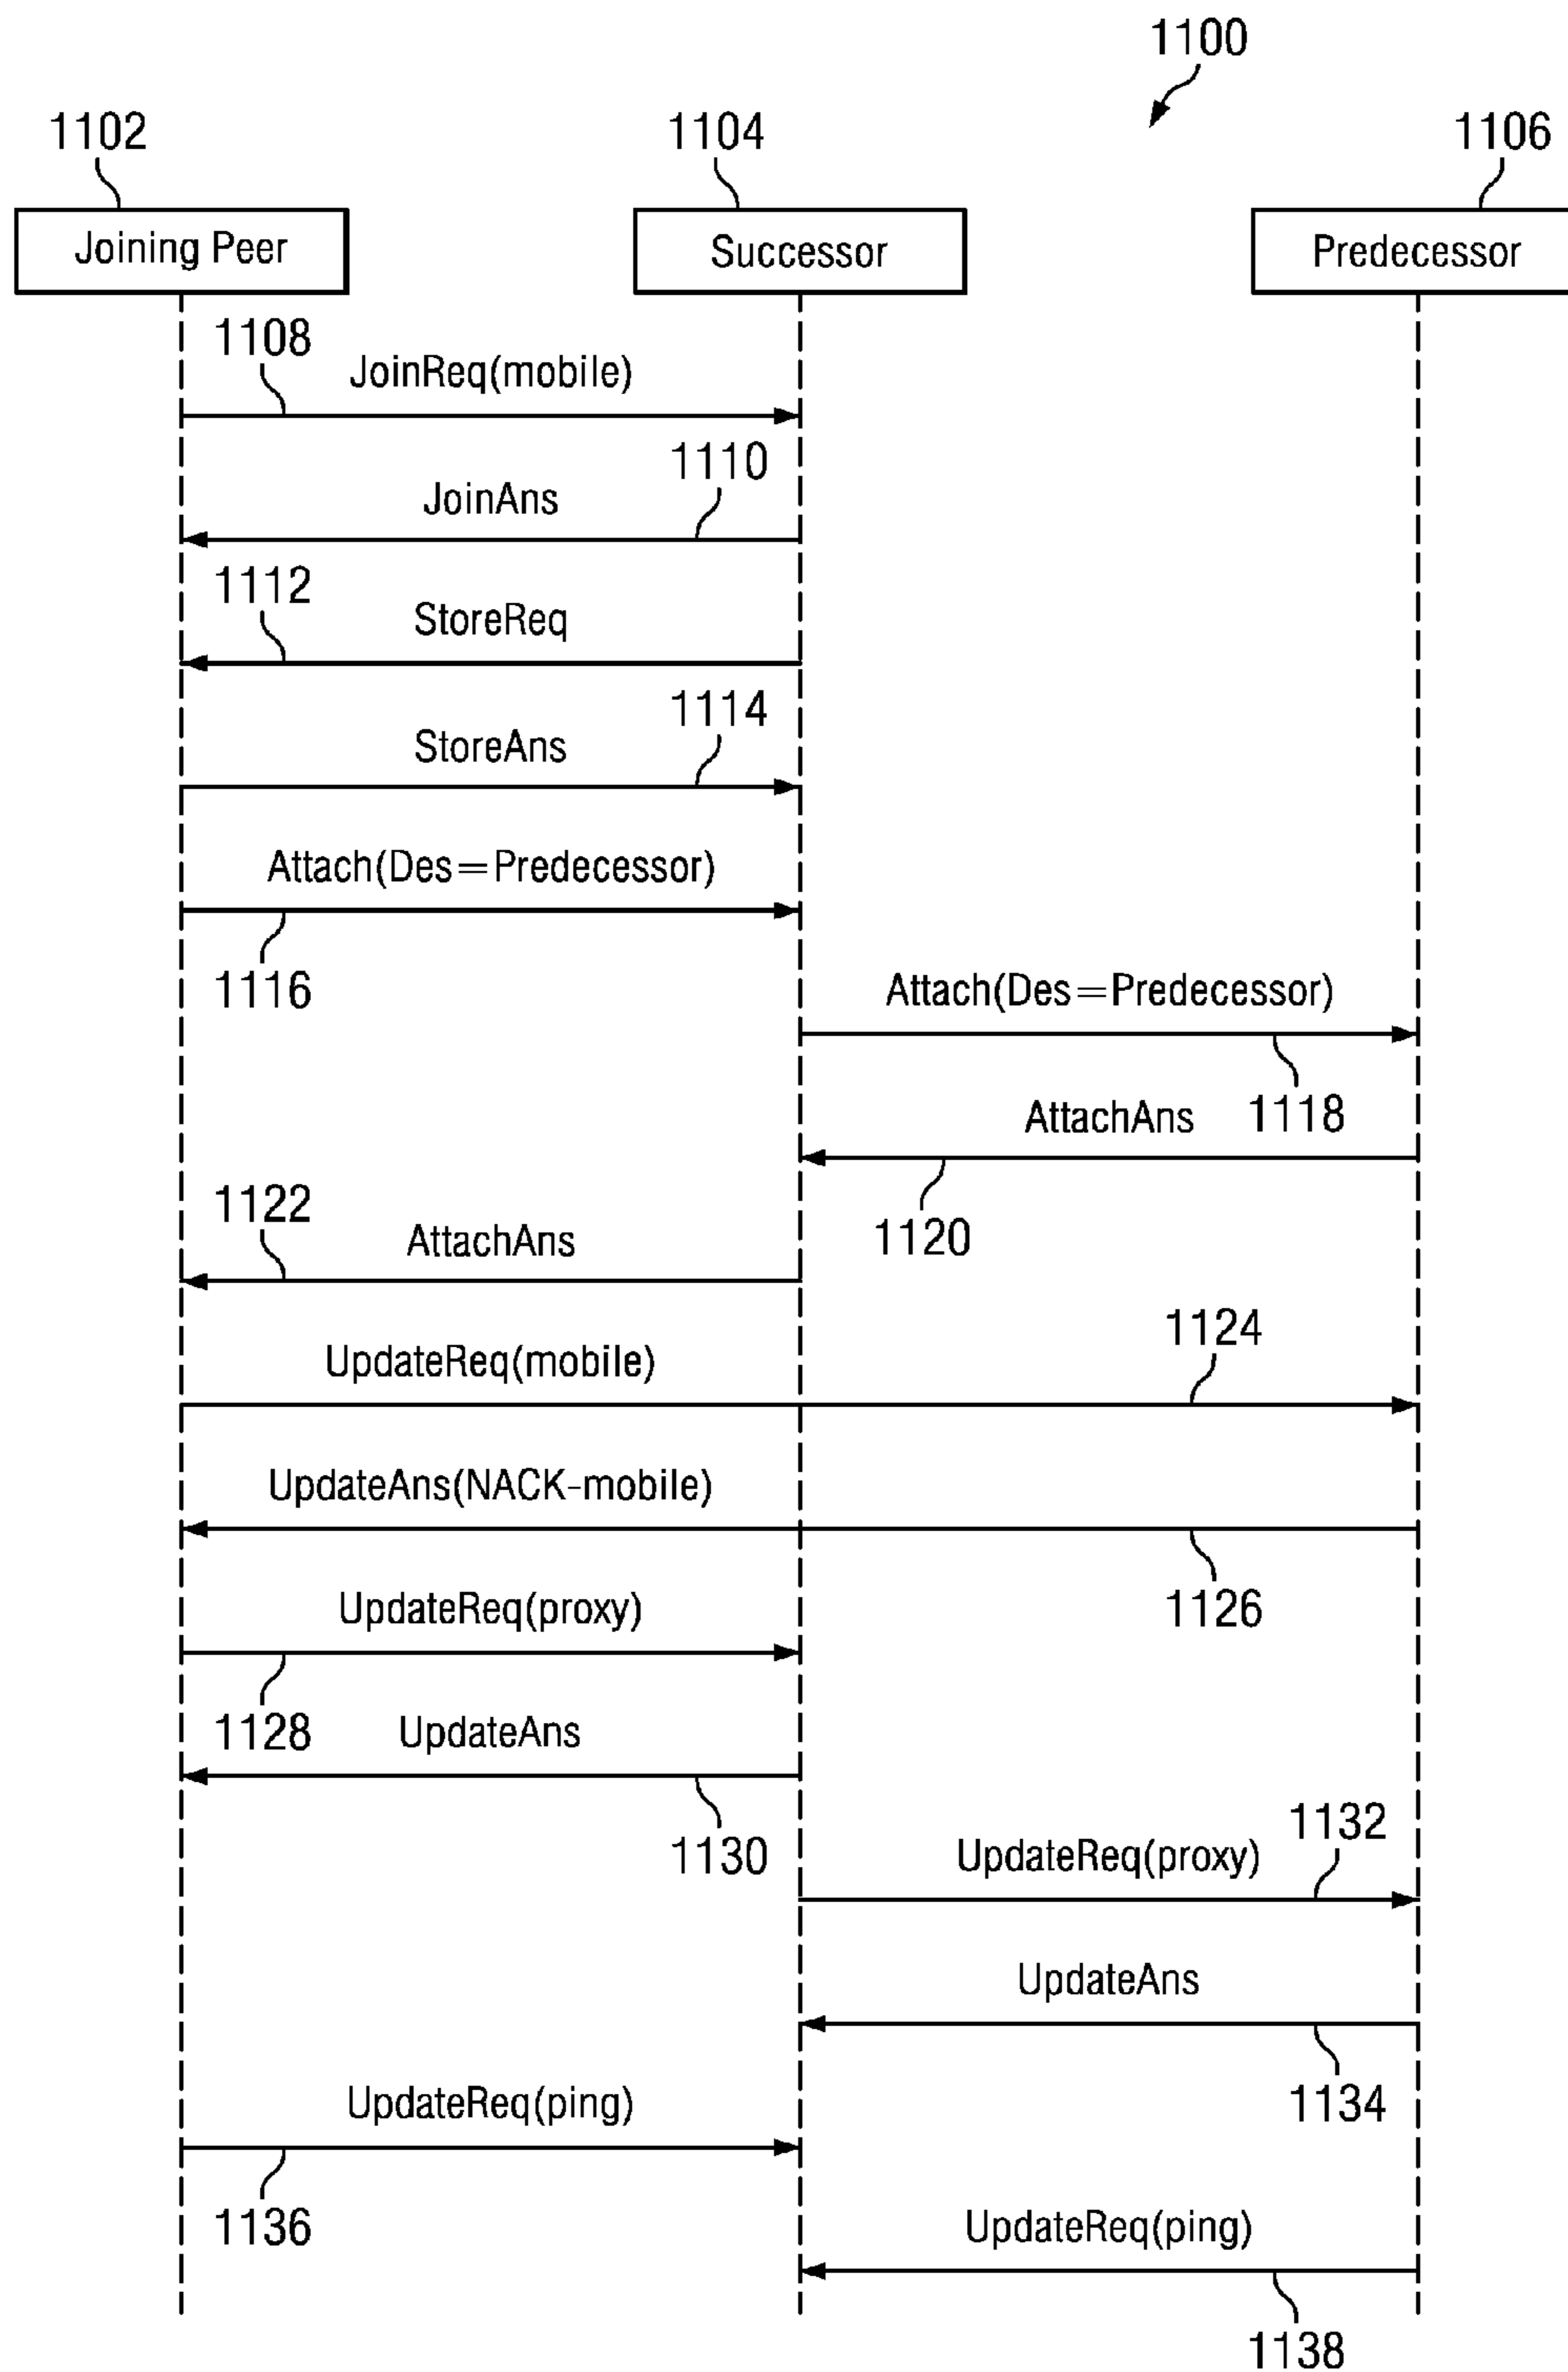 1100
1102
1104
1106
Joining Peer
Successor
Predecessor
1108
JoinReq(mobile)
1110
JoinAns
1112
StoreReq
1114
StoreAns
Attach(Des=Predecessor)
1116
Attach(Des=Predecessor)
1118
AttachAns
1120
1122
AttachAns
1124
UpdateReq(mobile)
UpdateAns(NACK-mobile)
1126
UpdateReq(proxy)
1128
UpdateAns
1130
1132
UpdateReq(proxy)
UpdateAns
1134
UpdateReq(ping)
1136
UpdateReq(ping)
1138